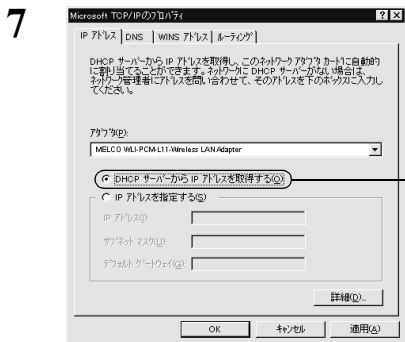 7
Microsoft TCP/IPのプロパティ
IP アドレス DNS WINS アドレス ルーティング
DHCP サーバーから IP アドレスを取得し、このネットワーク アダプタ カードに自動的
に割り当てることができます。ネットワークに DHCP サーバーがない場合は、
ネットワーク管理者にアドレスを問い合わせて、そのアドレスを下のボックスに入力し
てください。
アダプタ(P):
MELCO WLI-PCM-L11-Wireless LAN Adapter
DHCP サーバーから IP アドレスを取得する(O)
IP アドレスを指定する(S)
IP アドレス(I):
サブネット マスク(U):
デフォルト ゲートウェイ(G):
詳細(D)...
OK キャンセル 適用(A)